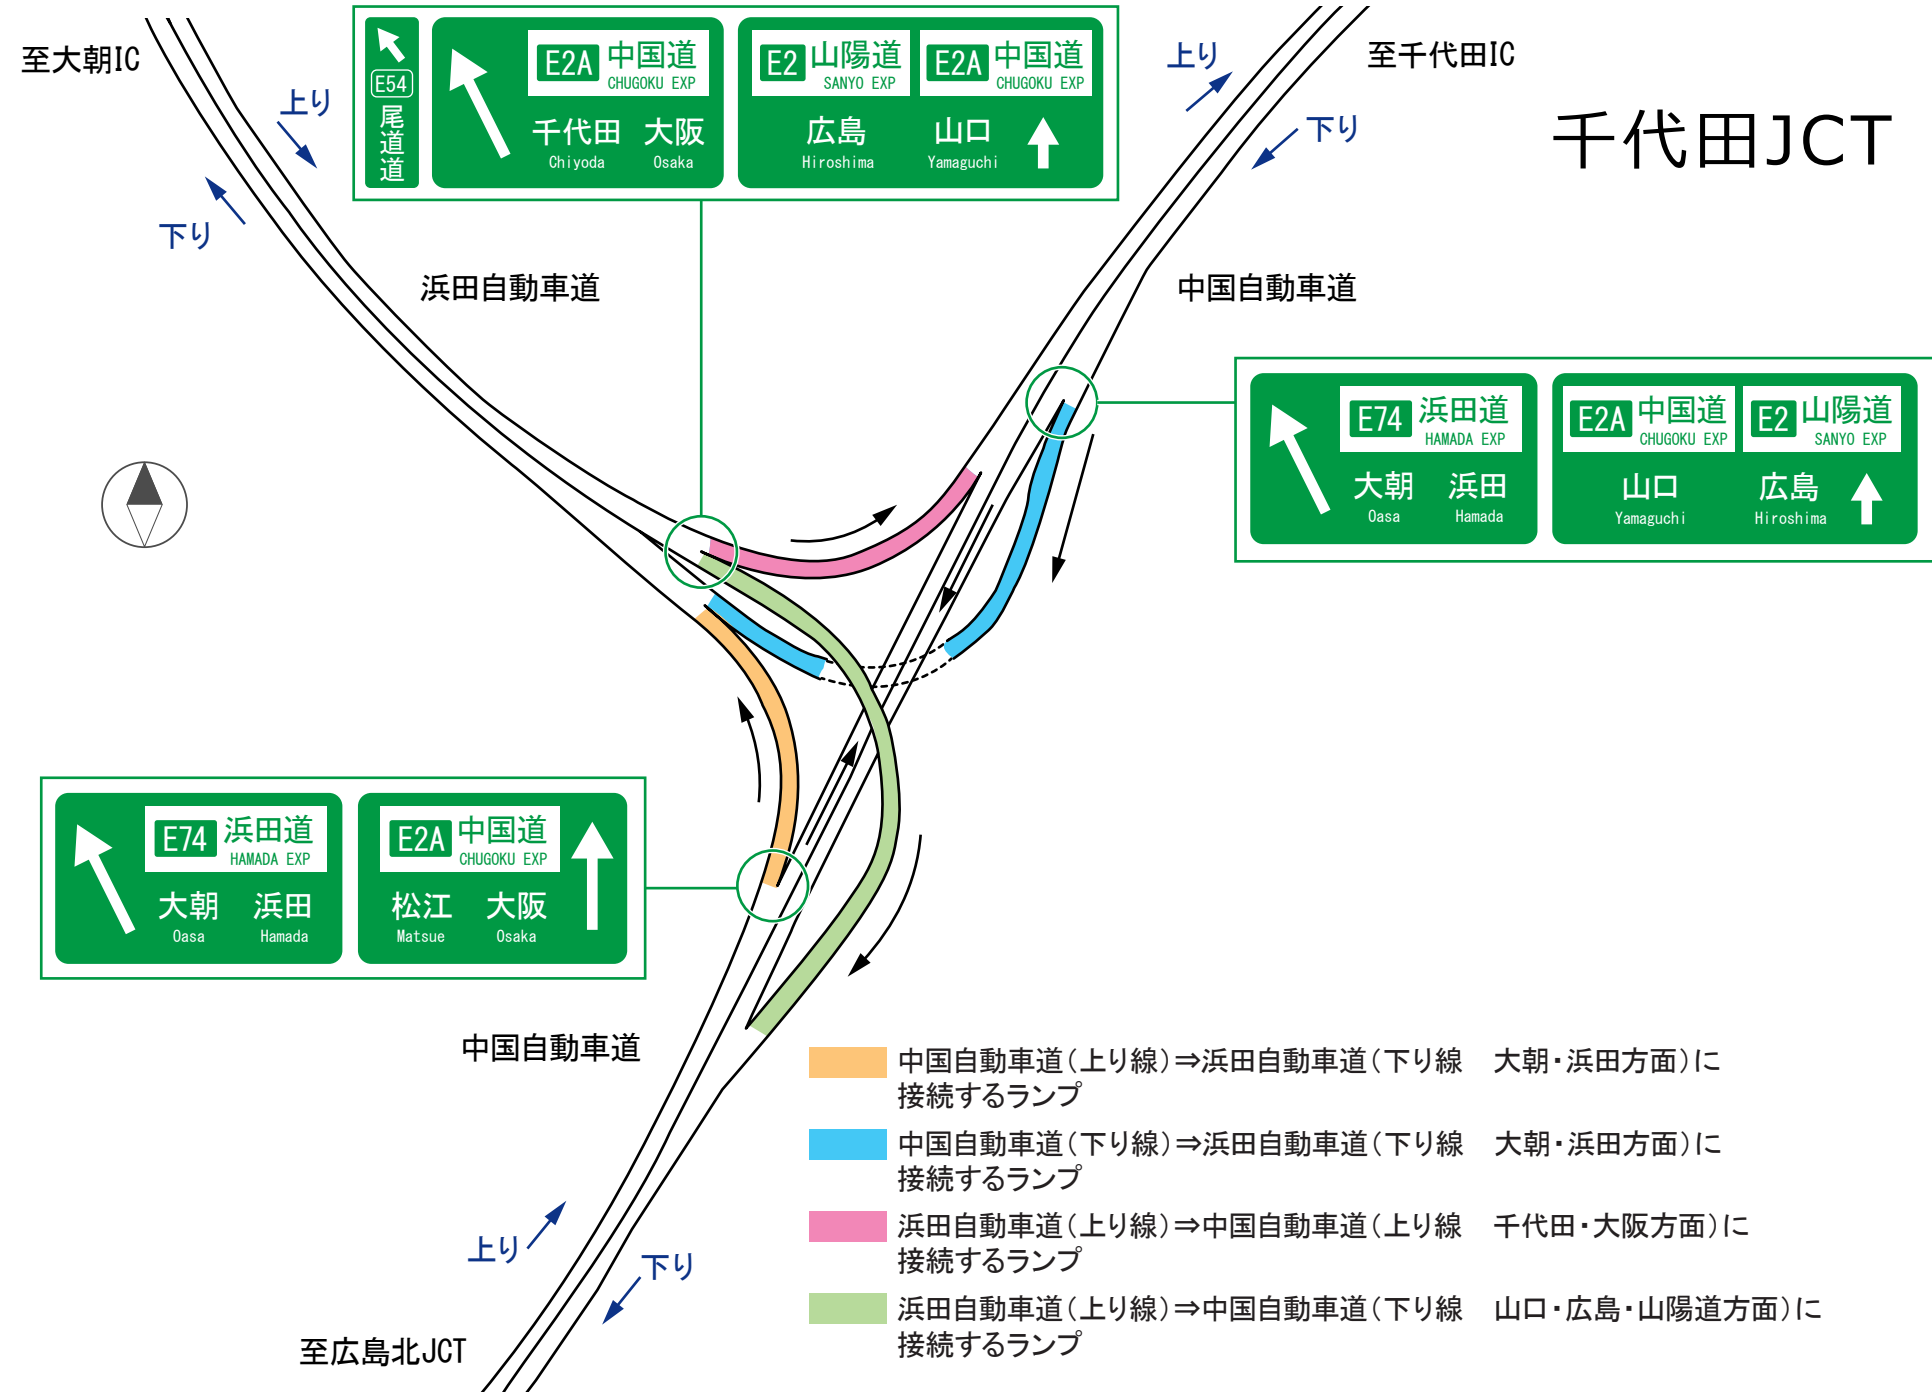 千代田JCT
至大朝IC
上り
下り
E54
尾道道
E2A 中国道
CHUGOKU EXP
千代田 大阪
Chiyoda Osaka
E2 山陽道 E2A 中国道
SANYO EXP CHUGOKU EXP
広島 山口
Hiroshima Yamaguchi
上り
至千代田IC
下り
浜田自動車道
中国自動車道
E74 浜田道
HAMADA EXP
大朝 浜田
Oasa Hamada
E2A 中国道 E2 山陽道
CHUGOKU EXP SANYO EXP
山口 広島
Yamaguchi Hiroshima
E74 浜田道
HAMADA EXP
大朝 浜田
Oasa Hamada
E2A 中国道
CHUGOKU EXP
松江 大阪
Matsue Osaka
中国自動車道
上り
下り
至広島北JCT
中国自動車道(上り線)⇒浜田自動車道(下り線　大朝・浜田方面)に
接続するランプ
中国自動車道(下り線)⇒浜田自動車道(下り線　大朝・浜田方面)に
接続するランプ
浜田自動車道(上り線)⇒中国自動車道(上り線　千代田・大阪方面)に
接続するランプ
浜田自動車道(上り線)⇒中国自動車道(下り線　山口・広島・山陽道方面)に
接続するランプ